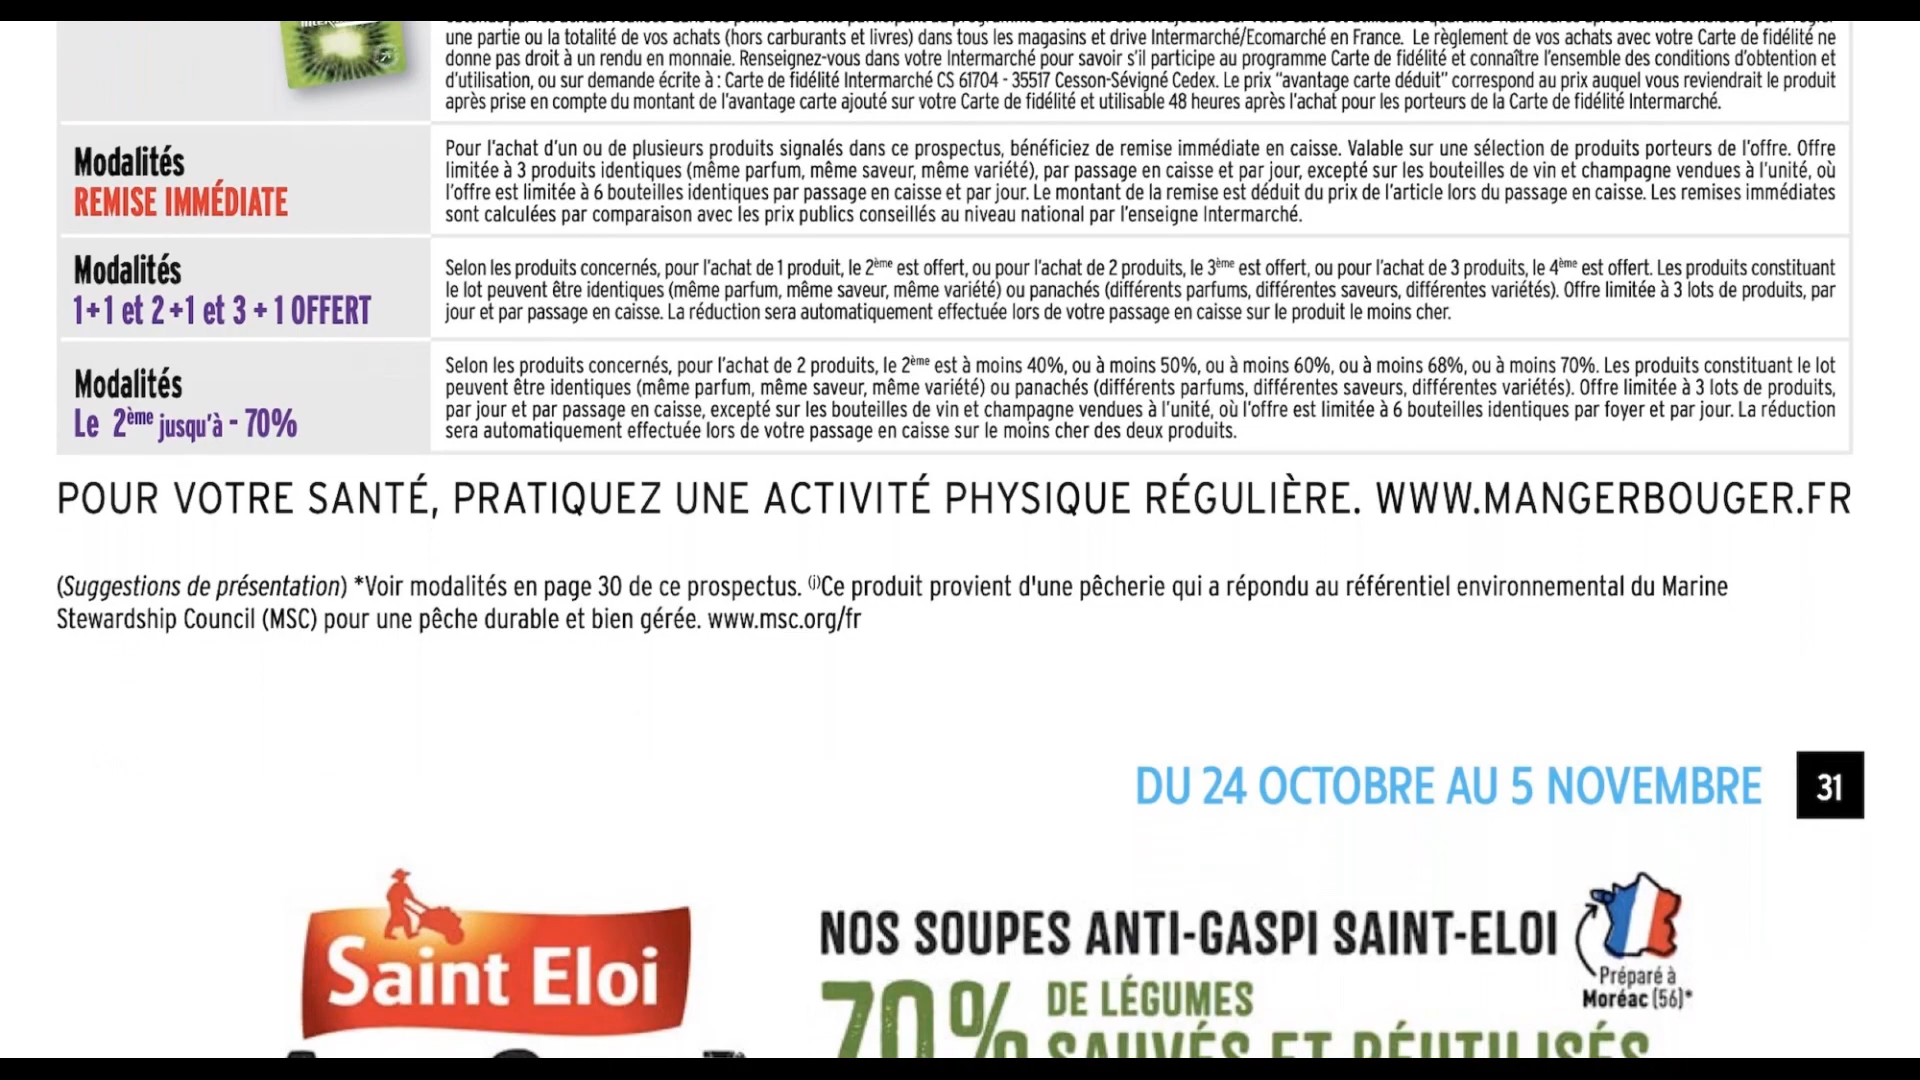 une partie ou la totalité de vos achats (hors carburants et livres) dans tous les magasins et drive Intermarché/Ecomarché en France. Le règlement de vos achats avec votre Carte de fidélité ne
donne pas droit à un rendu en monnaie. Renseignez-vous dans votre Intermarché pour savoir s'il participe au programme Carte de fidélité et connaître l'ensemble des conditions d'obtention et
d'utilisation, ou sur demande écrite à : Carte de fidélité Intermarché CS 61704 - 35517 Cesson-Sévigné Cedex. Le prix "avantage carte déduit" correspond au prix auquel vous reviendrait le produit
après prise en compte du montant de l'avantage carte ajouté sur votre Carte de fidélité et utilisable 48 heures après l'achat pour les porteurs de la Carte de fidélité Intermarché.
Modalités
REMISE IMMÉDIATE
Pour l'achat d'un ou de plusieurs produits signalés dans ce prospectus, bénéficiez de remise immédiate en caisse. Valable sur une sélection de produits porteurs de l'offre. Offre
limitée à 3 produits identiques (même parfum, même saveur, même variété), par passage en caisse et par jour, excepté sur les bouteilles de vin et champagne vendues à l'unité, où
l'offre est limitée à 6 bouteilles identiques par passage en caisse et par jour. Le montant de la remise est déduit du prix de l'article lors du passage en caisse. Les remises immédiates
sont calculées par comparaison avec les prix publics conseillés au niveau national par l'enseigne Intermarché.
Modalités
1+1 et 2+1 et 3 + 1 OFFERT
Selon les produits concernés, pour l'achat de 1 produit, le 2ème est offert, ou pour l'achat de 2 produits, le 3ème est offert, ou pour l'achat de 3 produits, le 4ème est offert. Les produits constituant
le lot peuvent être identiques (même parfum, même saveur, même variété) ou panachés (différents parfums, différentes saveurs, différentes variétés). Offre limitée à 3 lots de produits, par
jour et par passage en caisse. La réduction sera automatiquement effectuée lors de votre passage en caisse sur le produit le moins cher.
Modalités
Le 2ème jusqu'à - 70%
Selon les produits concernés, pour l'achat de 2 produits, le 2ème est à moins 40%, ou à moins 50%, ou à moins 60%, ou à moins 68%, ou à moins 70%. Les produits constituant le lot
peuvent être identiques (même parfum, même saveur, même variété) ou panachés (différents parfums, différentes saveurs, différentes variétés). Offre limitée à 3 lots de produits,
par jour et par passage en caisse, excepté sur les bouteilles de vin et champagne vendues à l'unité, où l'offre est limitée à 6 bouteilles identiques par foyer et par jour. La réduction
sera automatiquement effectuée lors de votre passage en caisse sur le moins cher des deux produits.
POUR VOTRE SANTÉ, PRATIQUEZ UNE ACTIVITÉ PHYSIQUE RÉGULIÈRE. WWW.MANGERBOUGER.FR
(Suggestions de présentation) *Voir modalités en page 30 de ce prospectus. (i)Ce produit provient d'une pêcherie qui a répondu au référentiel environnemental du Marine
Stewardship Council (MSC) pour une pêche durable et bien gérée. www.msc.org/fr
DU 24 OCTOBRE AU 5 NOVEMBRE 31
Saint Eloi
NOS SOUPES ANTI-GASPI SAINT-ELOI
Préparé à
Moréac (56)*
70% DE LÉGUMES
SAUVÉS ET RÉUTILISÉS